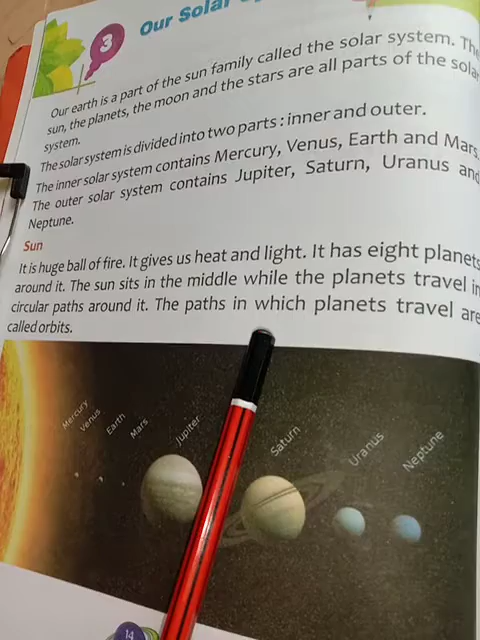 3
Our Solar
Our earth is a part of the sun family called the solar system. The
sun, the planets, the moon and the stars are all parts of the solar
system.
The solar system is divided into two parts : inner and outer.
The inner solar system contains Mercury, Venus, Earth and Mars.
The outer solar system contains Jupiter, Saturn, Uranus and
Neptune.
Sun
It is huge ball of fire. It gives us heat and light. It has eight planets
around it. The sun sits in the middle while the planets travel in
circular paths around it. The paths in which planets travel are
called orbits.
Mercury
Venus
Earth
Mars
Jupiter
Saturn
Uranus
Neptune
14